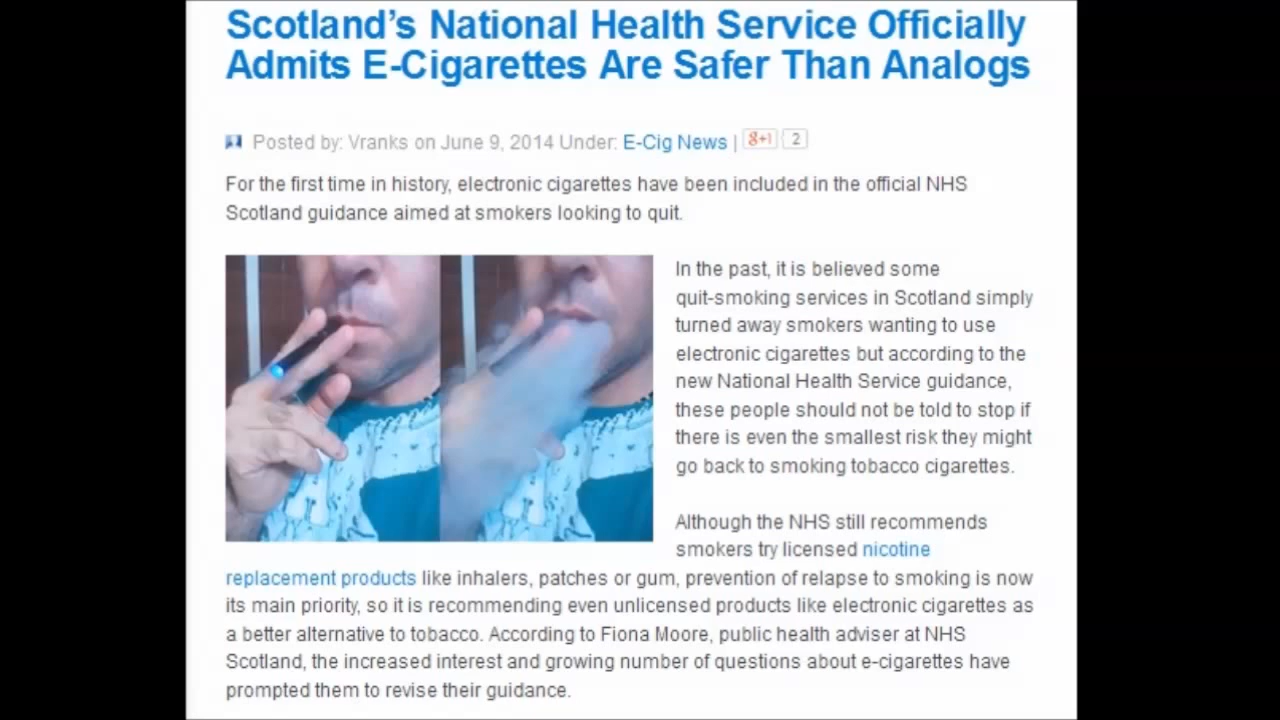 Scotland's National Health Service Officially
Admits E-Cigarettes Are Safer Than Analogs
Posted by: Vranks on June 9, 2014 Under: E-Cig News | g+1 2
For the first time in history, electronic cigarettes have been included in the official NHS
Scotland guidance aimed at smokers looking to quit.
In the past, it is believed some
quit-smoking services in Scotland simply
turned away smokers wanting to use
electronic cigarettes but according to the
new National Health Service guidance,
these people should not be told to stop if
there is even the smallest risk they might
go back to smoking tobacco cigarettes.
Although the NHS still recommends
smokers try licensed nicotine
replacement products like inhalers, patches or gum, prevention of relapse to smoking is now
its main priority, so it is recommending even unlicensed products like electronic cigarettes as
a better alternative to tobacco. According to Fiona Moore, public health adviser at NHS
Scotland, the increased interest and growing number of questions about e-cigarettes have
prompted them to revise their guidance.